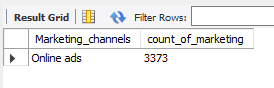 Result Grid Filter Rows:
Marketing_channels count_of_marketing
Online ads 3373